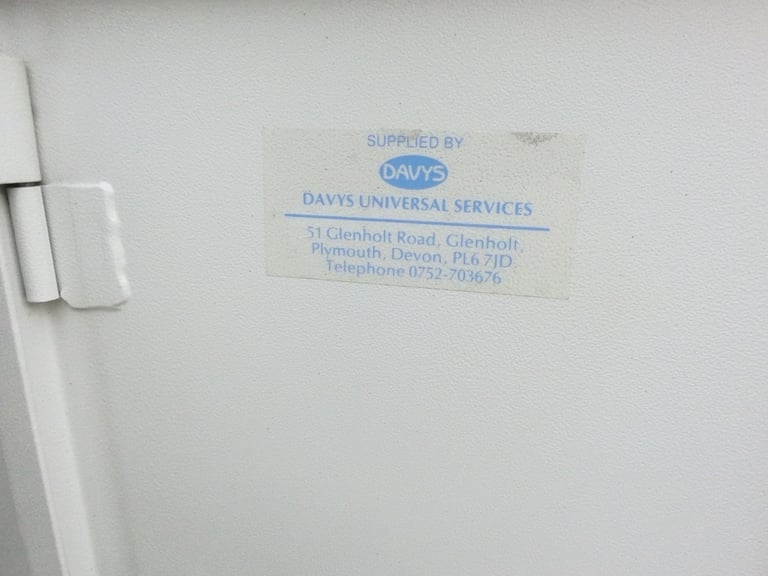 SUPPLIED BY
DAVYS
DAVYS UNIVERSAL SERVICES
51 Glenholt Road, Glenholt,
Plymouth, Devon, PL6 7JD.
Telephone 0752-703676